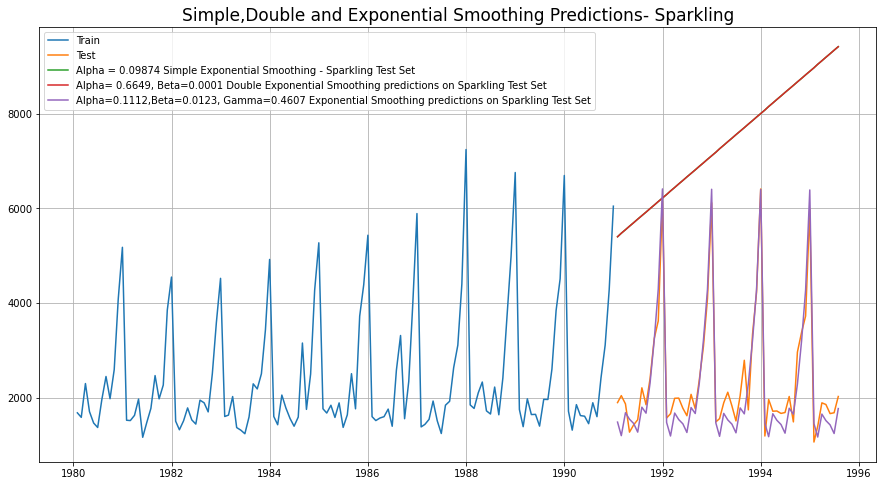 Simple,Double and Exponential Smoothing Predictions- Sparkling
Train
Test
Alpha = 0.09874 Simple Exponential Smoothing - Sparkling Test Set
Alpha= 0.6649, Beta=0.0001 Double Exponential Smoothing predictions on Sparkling Test Set
Alpha=0.1112,Beta=0.0123, Gamma=0.4607 Exponential Smoothing predictions on Sparkling Test Set
8000
6000
4000
2000
1980 1982 1984 1986 1988 1990 1992 1994 1996